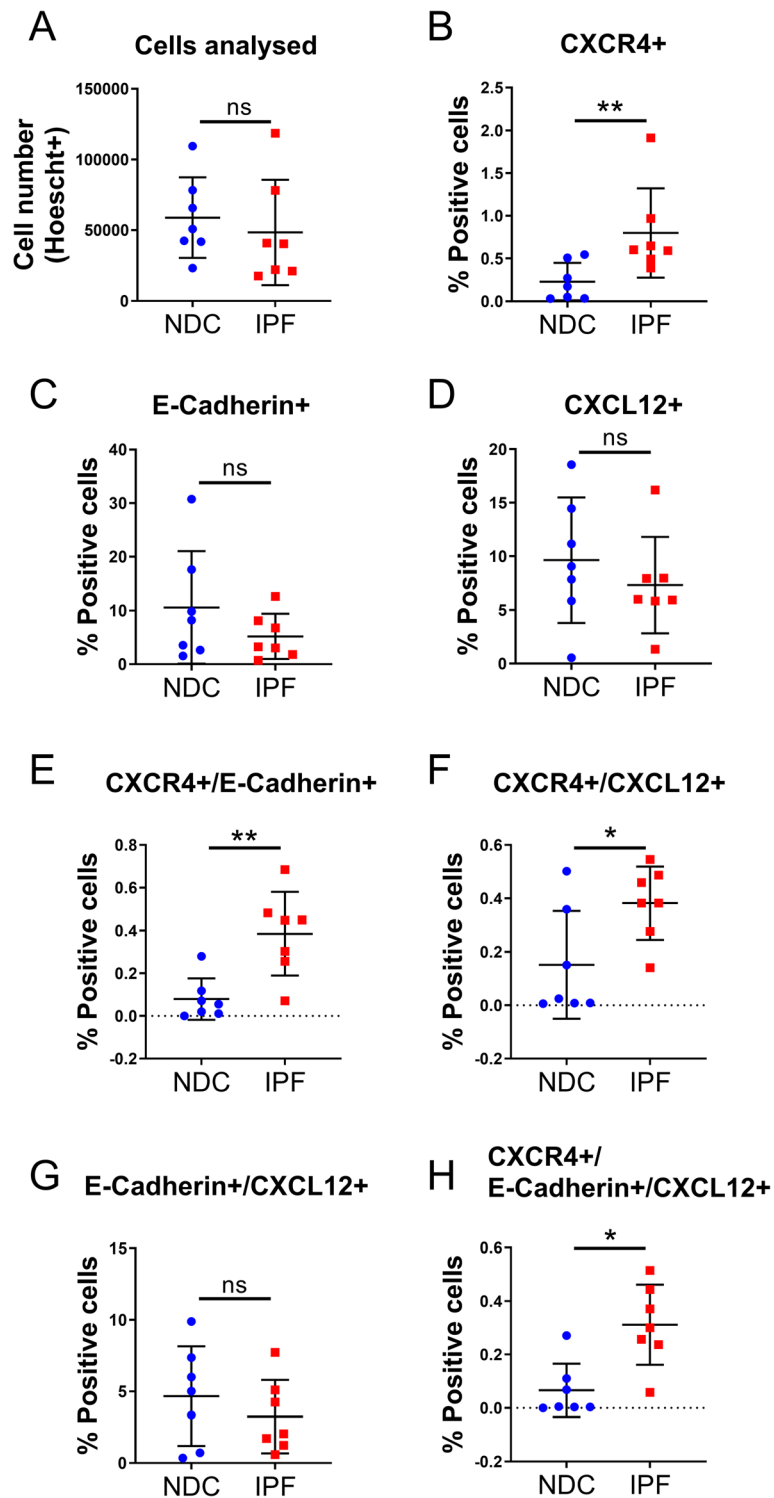 A
Cells analysed
Cell number
(Hoescht+)
150000
100000
50000
0
ns
NDC
IPF
B
CXCR4+
% Positive cells
2.5
2.0
1.5
1.0
0.5
0.0
**
NDC
IPF
C
E-Cadherin+
% Positive cells
40
30
20
10
0
ns
NDC
IPF
D
CXCL12+
% Positive cells
20
15
10
5
0
ns
NDC
IPF
E
CXCR4+/E-Cadherin+
% Positive cells
0.8
0.6
0.4
0.2
0.0
-0.2
**
NDC
IPF
F
CXCR4+/CXCL12+
% Positive cells
0.6
0.4
0.2
0.0
-0.2
*
NDC
IPF
G
E-Cadherin+/CXCL12+
% Positive cells
15
10
5
0
ns
NDC
IPF
H
CXCR4+/
E-Cadherin+/CXCL12+
% Positive cells
0.6
0.4
0.2
0.0
-0.2
*
NDC
IPF